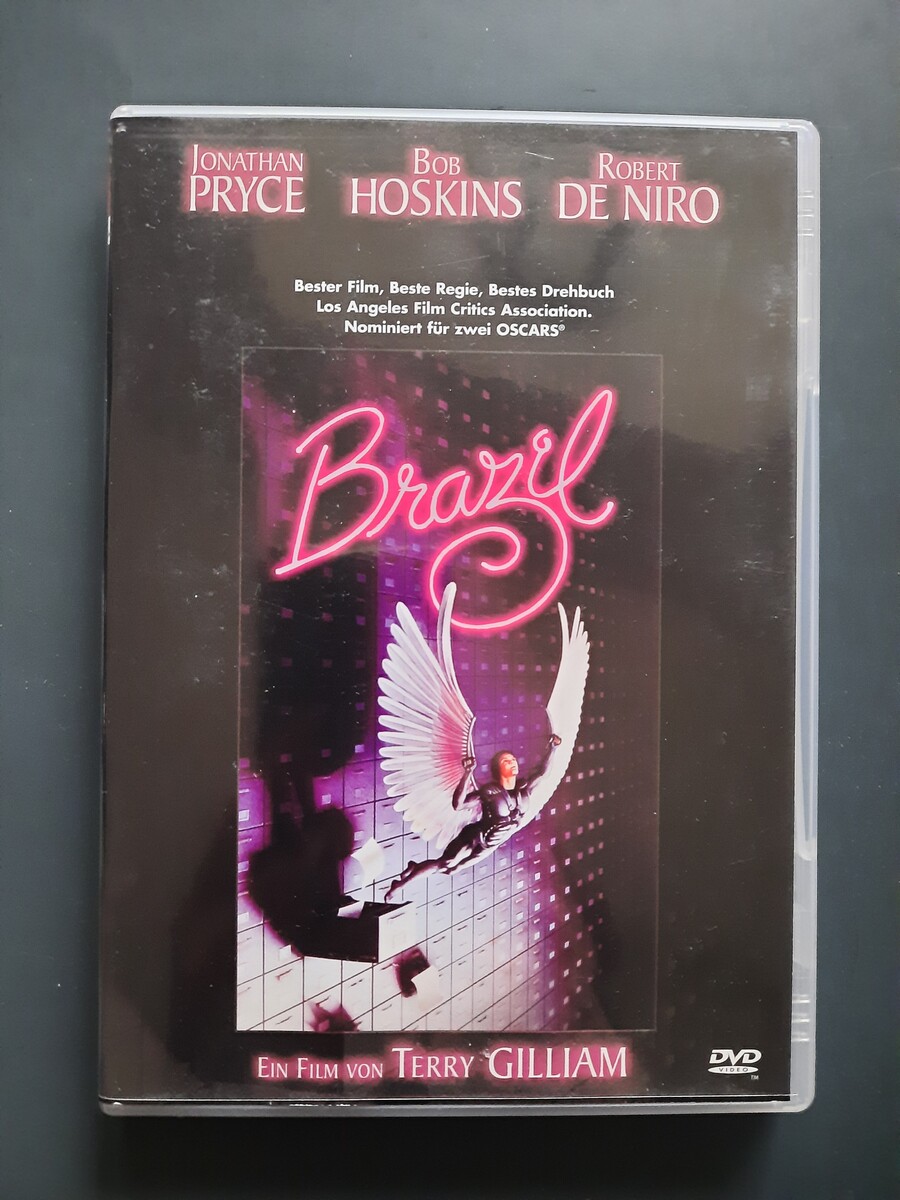 JONATHAN
PRYCE
BOB
HOSKINS
ROBERT
DE NIRO
Bester Film, Beste Regie, Bestes Drehbuch
Los Angeles Film Critics Association.
Nominiert für zwei OSCARS®
Brazil
EIN FILM VON TERRY GILLIAM
DVD
VIDEO
TM